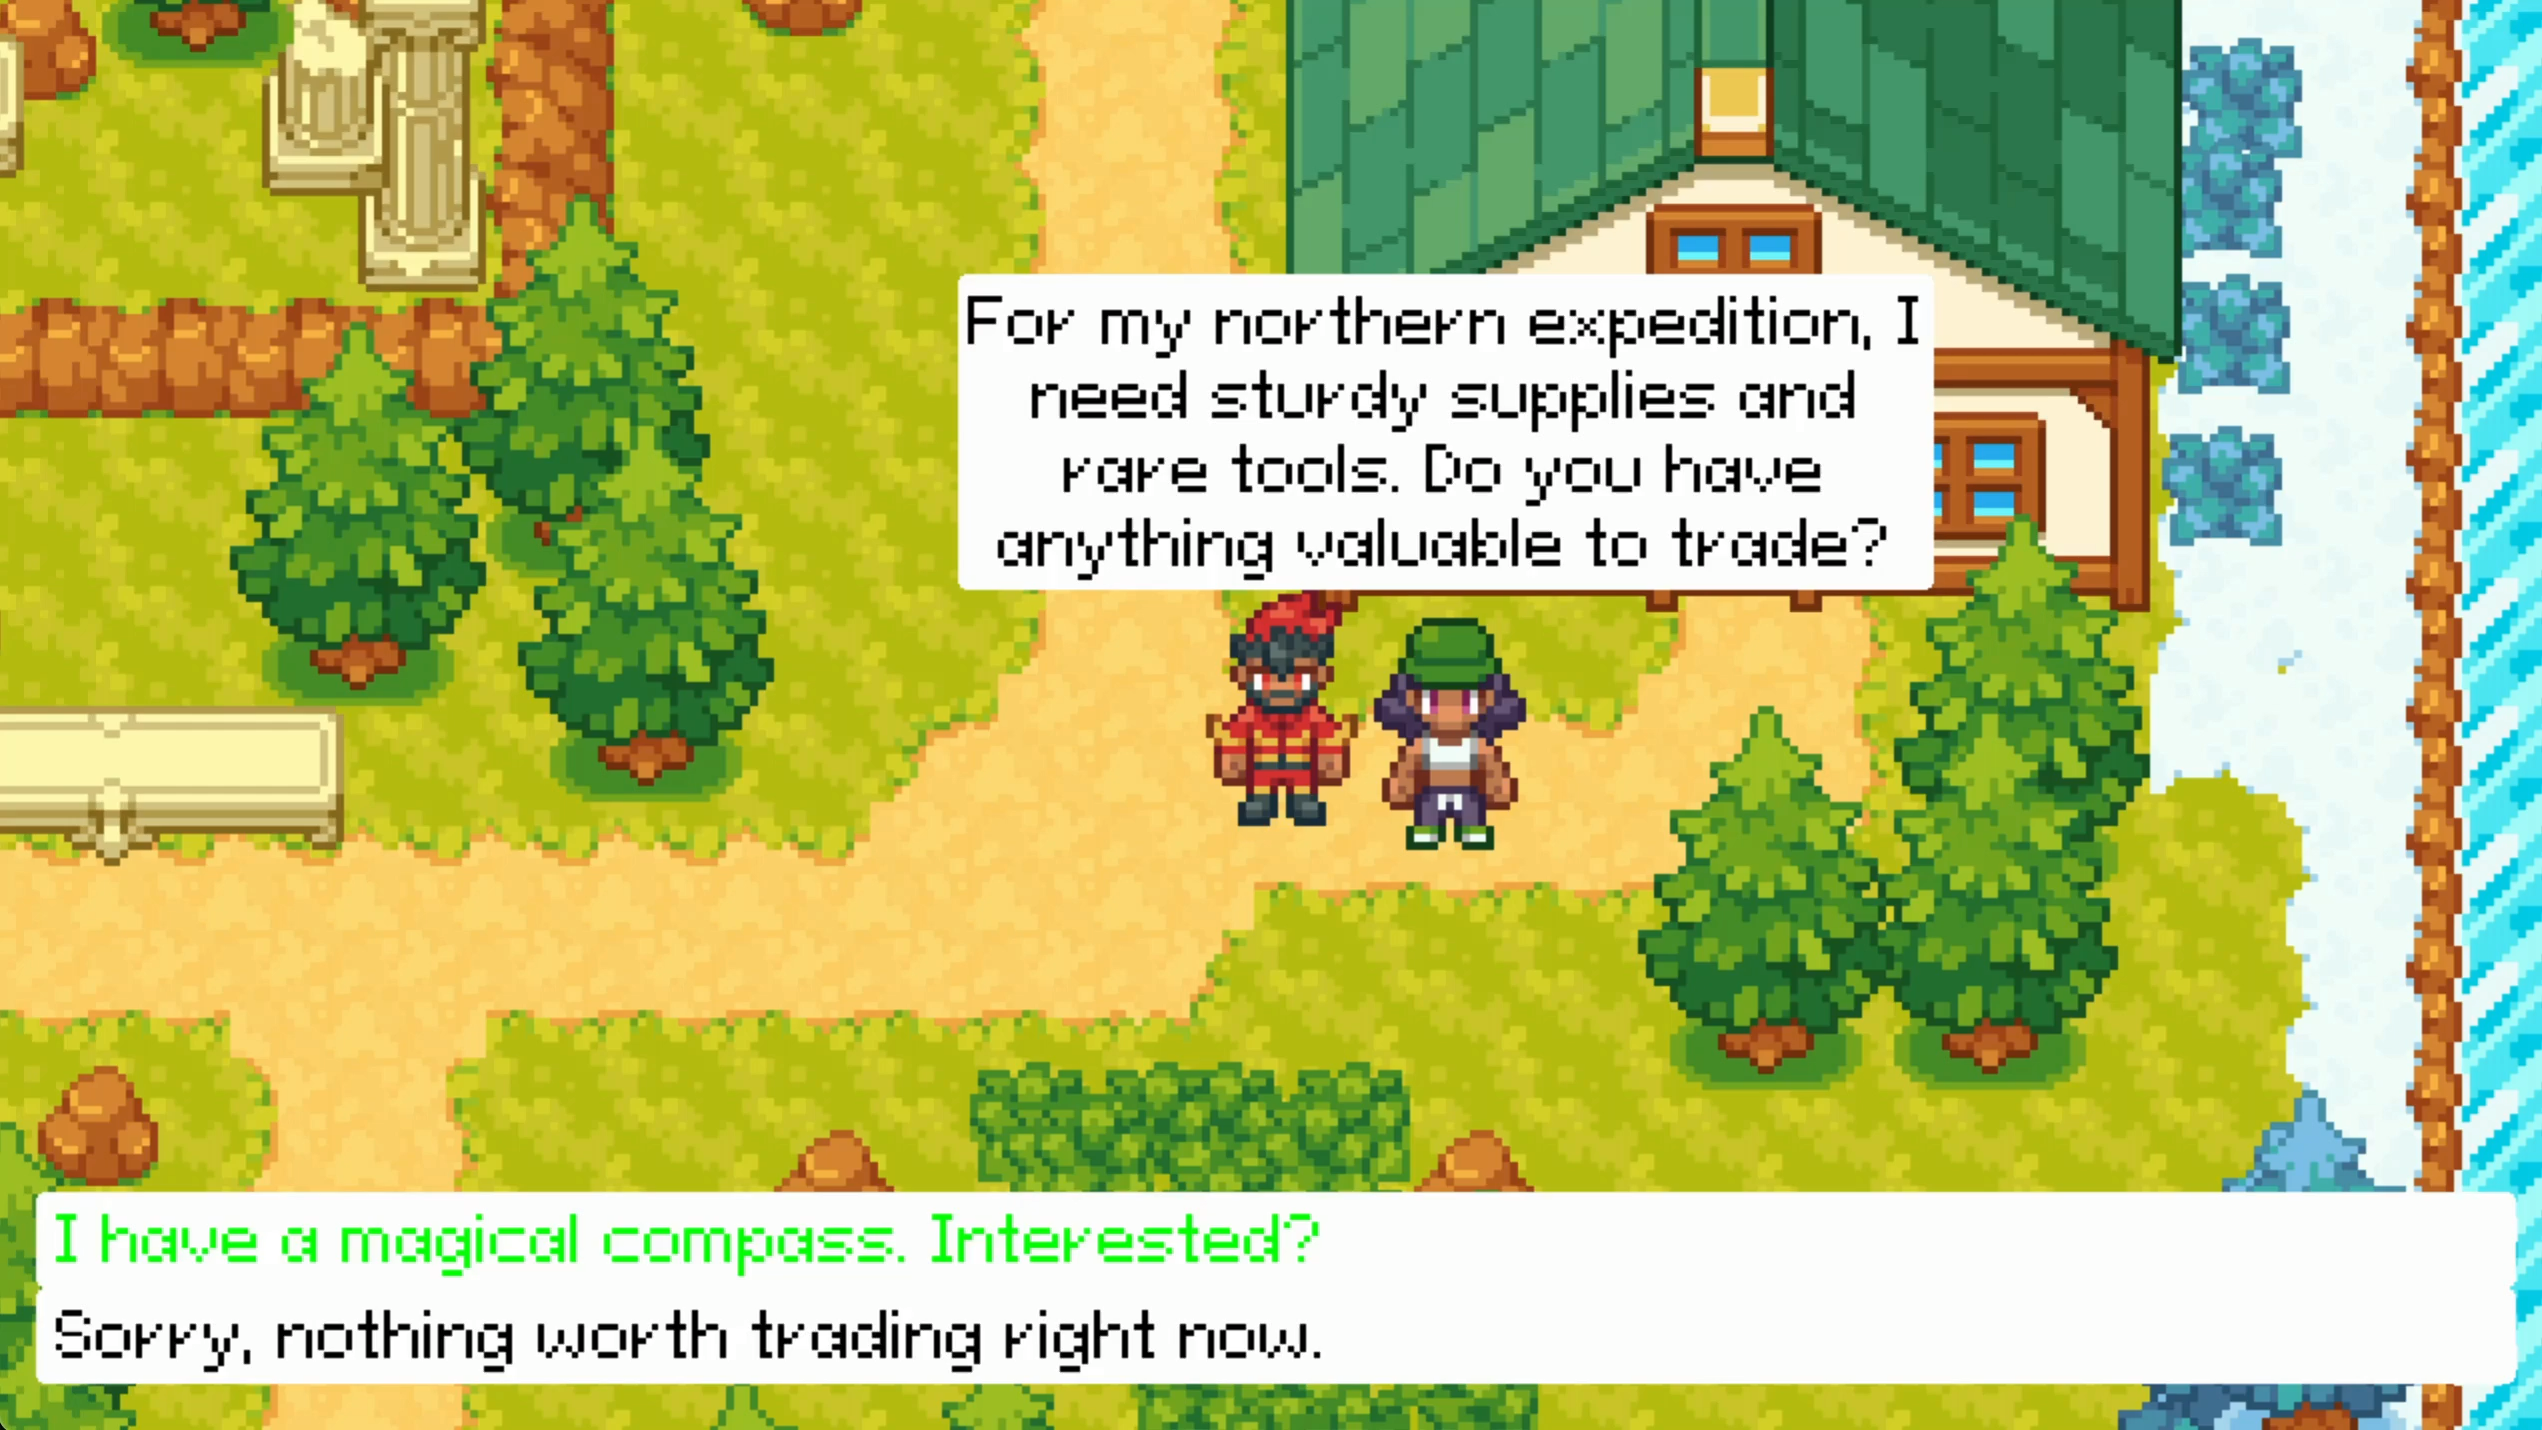 For my northern expedition, I
need sturdy supplies and
rare tools. Do you have
anything valuable to trade?
I have a magical compass. Interested?
Sorry, nothing worth trading right now.